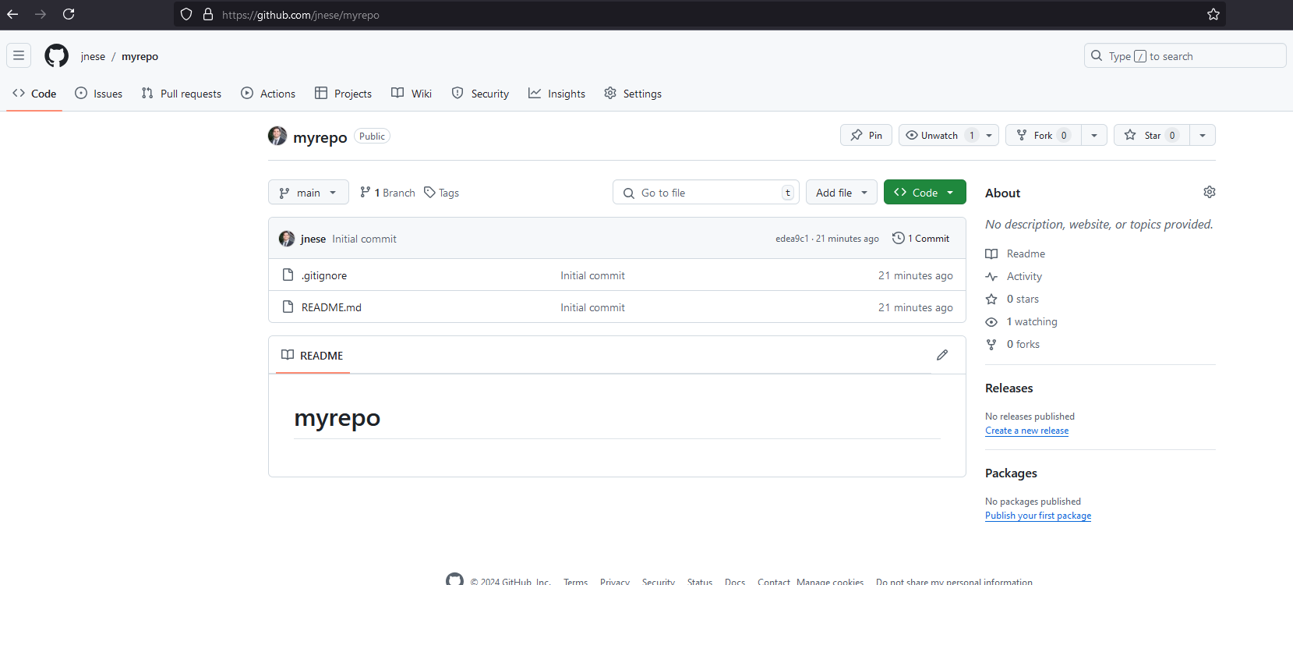 https://github.com/jnese/myrepo
jnese / myrepo
Type / to search
Code Issues Pull requests Actions Projects Wiki Security Insights Settings
myrepo Public
Pin Unwatch 1 Fork 0 Star 0
main 1 Branch Tags Go to file t Add file Code
jnese Initial commit edea9c1 · 21 minutes ago 1 Commit
.gitignore Initial commit 21 minutes ago
README.md Initial commit 21 minutes ago
README
myrepo
About
No description, website, or topics provided.
Readme
Activity
0 stars
1 watching
0 forks
Releases
No releases published
Create a new release
Packages
No packages published
Publish your first package
© 2024 GitHub, Inc. Terms Privacy Security Status Docs Contact Manage cookies Do not share my personal information